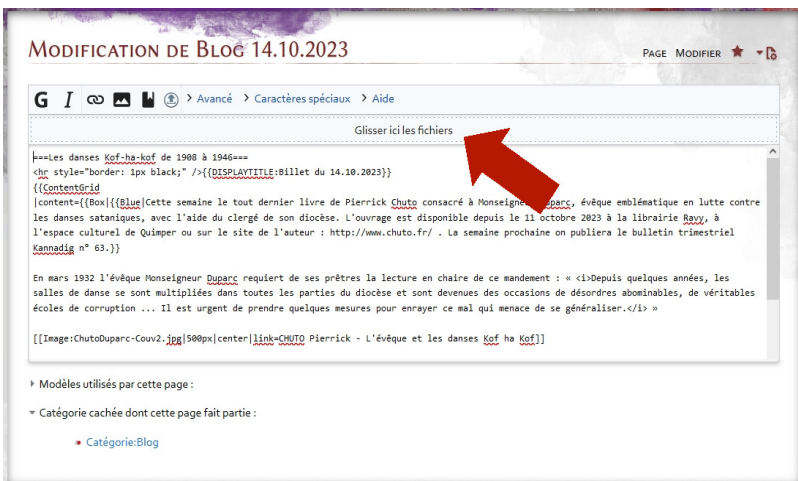 Modification de Blog 14.10.2023
Page Modifier
G I Avancé Caractères spéciaux Aide
Glisser ici les fichiers
===Les danses Kof-ha-kof de 1908 à 1946===
<hr style="border: 1px black;" />{{DISPLAYTITLE:Billet du 14.10.2023}}
{{ContentGrid
|content={{Box|{{Blue|Cette semaine le tout dernier livre de Pierrick Chuto consacré à Monseigneur Duparc, évêque emblématique en lutte contre
les danses sataniques, avec l'aide du clergé de son diocèse. L'ouvrage est disponible depuis le 11 octobre 2023 à la librairie Ravy, à
l'espace culturel de Quimper ou sur le site de l'auteur : http://www.chuto.fr/ . La semaine prochaine on publiera le bulletin trimestriel
Kannadig n° 63.}}
En mars 1932 l'évêque Monseigneur Duparc requiert de ses prêtres la lecture en chaire de ce mandement : « <i>Depuis quelques années, les
salles de danse se sont multipliées dans toutes les parties du diocèse et sont devenues des occasions de désordres abominables, de véritables
écoles de corruption ... Il est urgent de prendre quelques mesures pour enrayer ce mal qui menace de se généraliser.</i> »
[[Image:ChutoDuparc-Couv2.jpg|500px|center|link=CHUTO Pierrick - L'évêque et les danses Kof ha Kof]]
Modèles utilisés par cette page :
Catégorie cachée dont cette page fait partie :
Catégorie:Blog